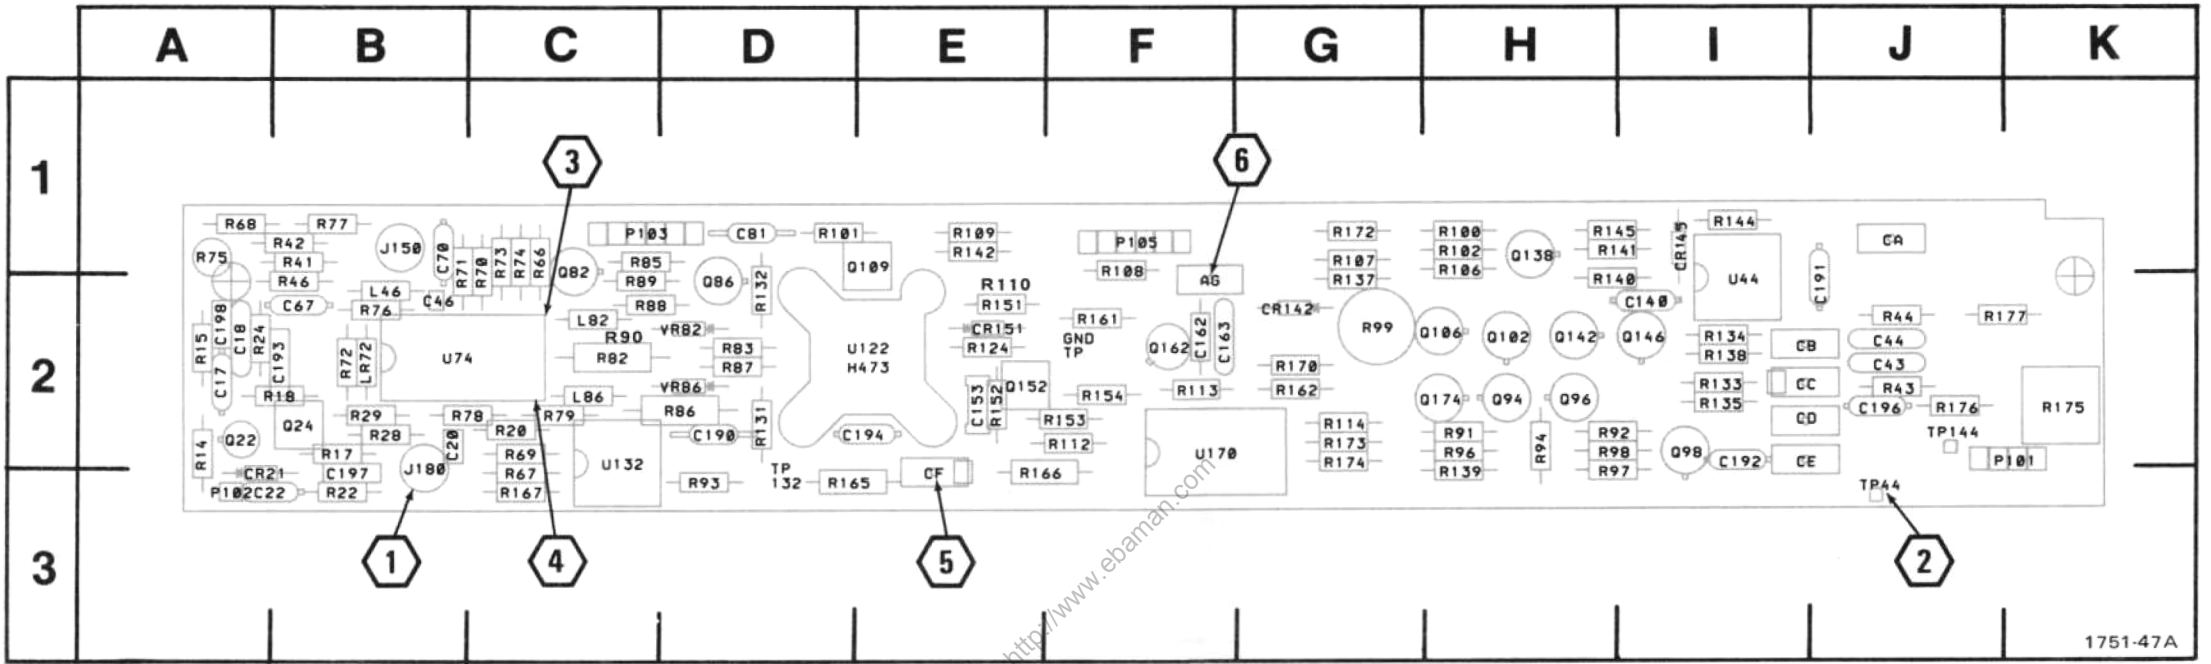 A B C D E F G H I J K
1
3 6
R68 R77 J150 C70 P103 C81 R101 R109 P105 R172 R100 R145 R144
R42 R142 R102 R141 CR145 CA
R75 R41 R71 R70 R73 R74 R66 Q82 R85 Q109 R108 R107 R106 Q138
R46 R89 Q86 R132 AG R137 R140 U44 C191
L46 C46 R110
C67 R76 R88 R151 CR142 C140
C198 L82 R161 R44 R177
2
R15 C18 R24 C193 VR82 CR151 C162 C163 R99 Q106 Q102 Q142 Q146 R134
R72 LR72 U74 R90 R83 U122 R124 GND Q162 R138 CB C44
R82 R87 H473 TP R170 C43
C17 VR86 Q152 R113 R162 R133 CC R43
R18 L86 C153 R152 R154 Q174 Q94 Q96 R135 C196 R176 R175
R29 R78 R79 R86 R131 R153 R114 CD
Q24 R28 R20 C190 C194 R91 R92 TP144
Q22 C20 R112 R173 R94
R14 R17 R69 U132 U170 R174 R96 R98 Q98 C192 CE P101
CR21 C197 J180 R67 TP R166 R139 R97
P102 C22 R22 R167 R93 132 R165 CF TP44
3
1 4 5 2
http://www.ebaman.com
1751-47A